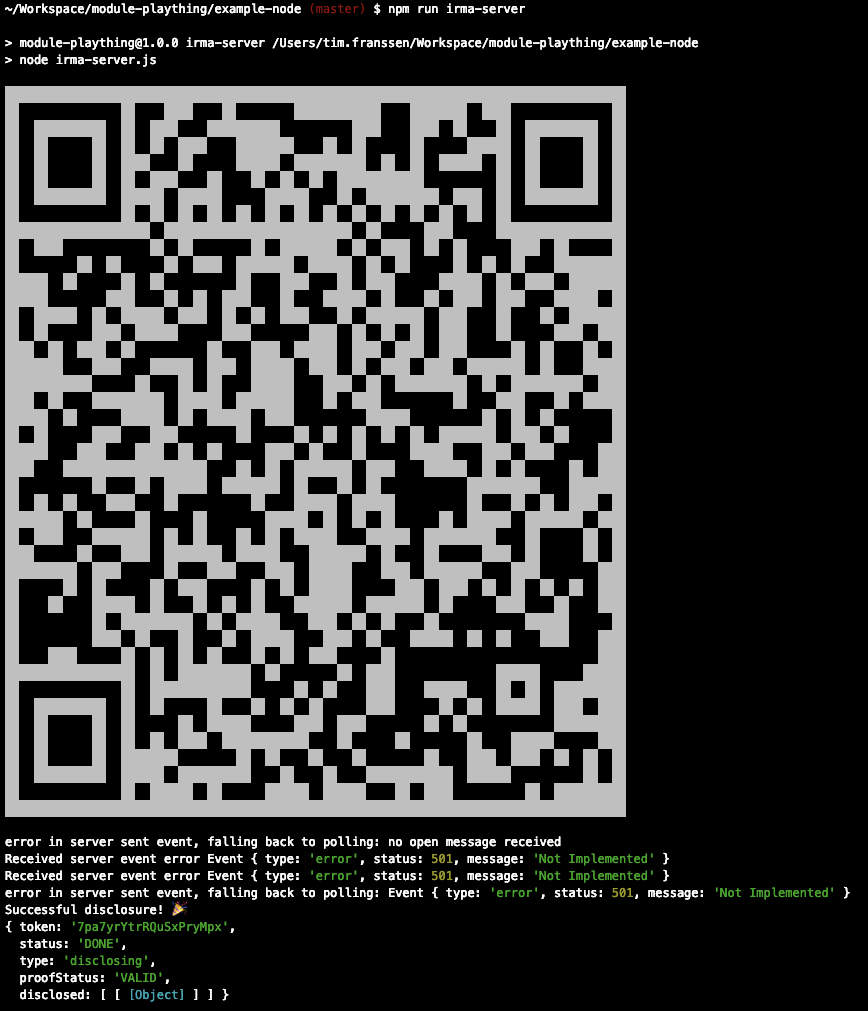 ~/Workspace/module-plaything/example-node (master) $ npm run irma-server
> module-plaything@1.0.0 irma-server /Users/tim.franssen/Workspace/module-plaything/example-node
> node irma-server.js
error in server sent event, falling back to polling: no open message received
Received server event error Event { type: 'error', status: 501, message: 'Not Implemented' }
Received server event error Event { type: 'error', status: 501, message: 'Not Implemented' }
error in server sent event, falling back to polling: Event { type: 'error', status: 501, message: 'Not Implemented' }
Successful disclosure! 🎉
{ token: '7pa7yrYtrRQuSxPryMpx',
  status: 'DONE',
  type: 'disclosing',
  proofStatus: 'VALID',
  disclosed: [ [ [Object] ] ] }